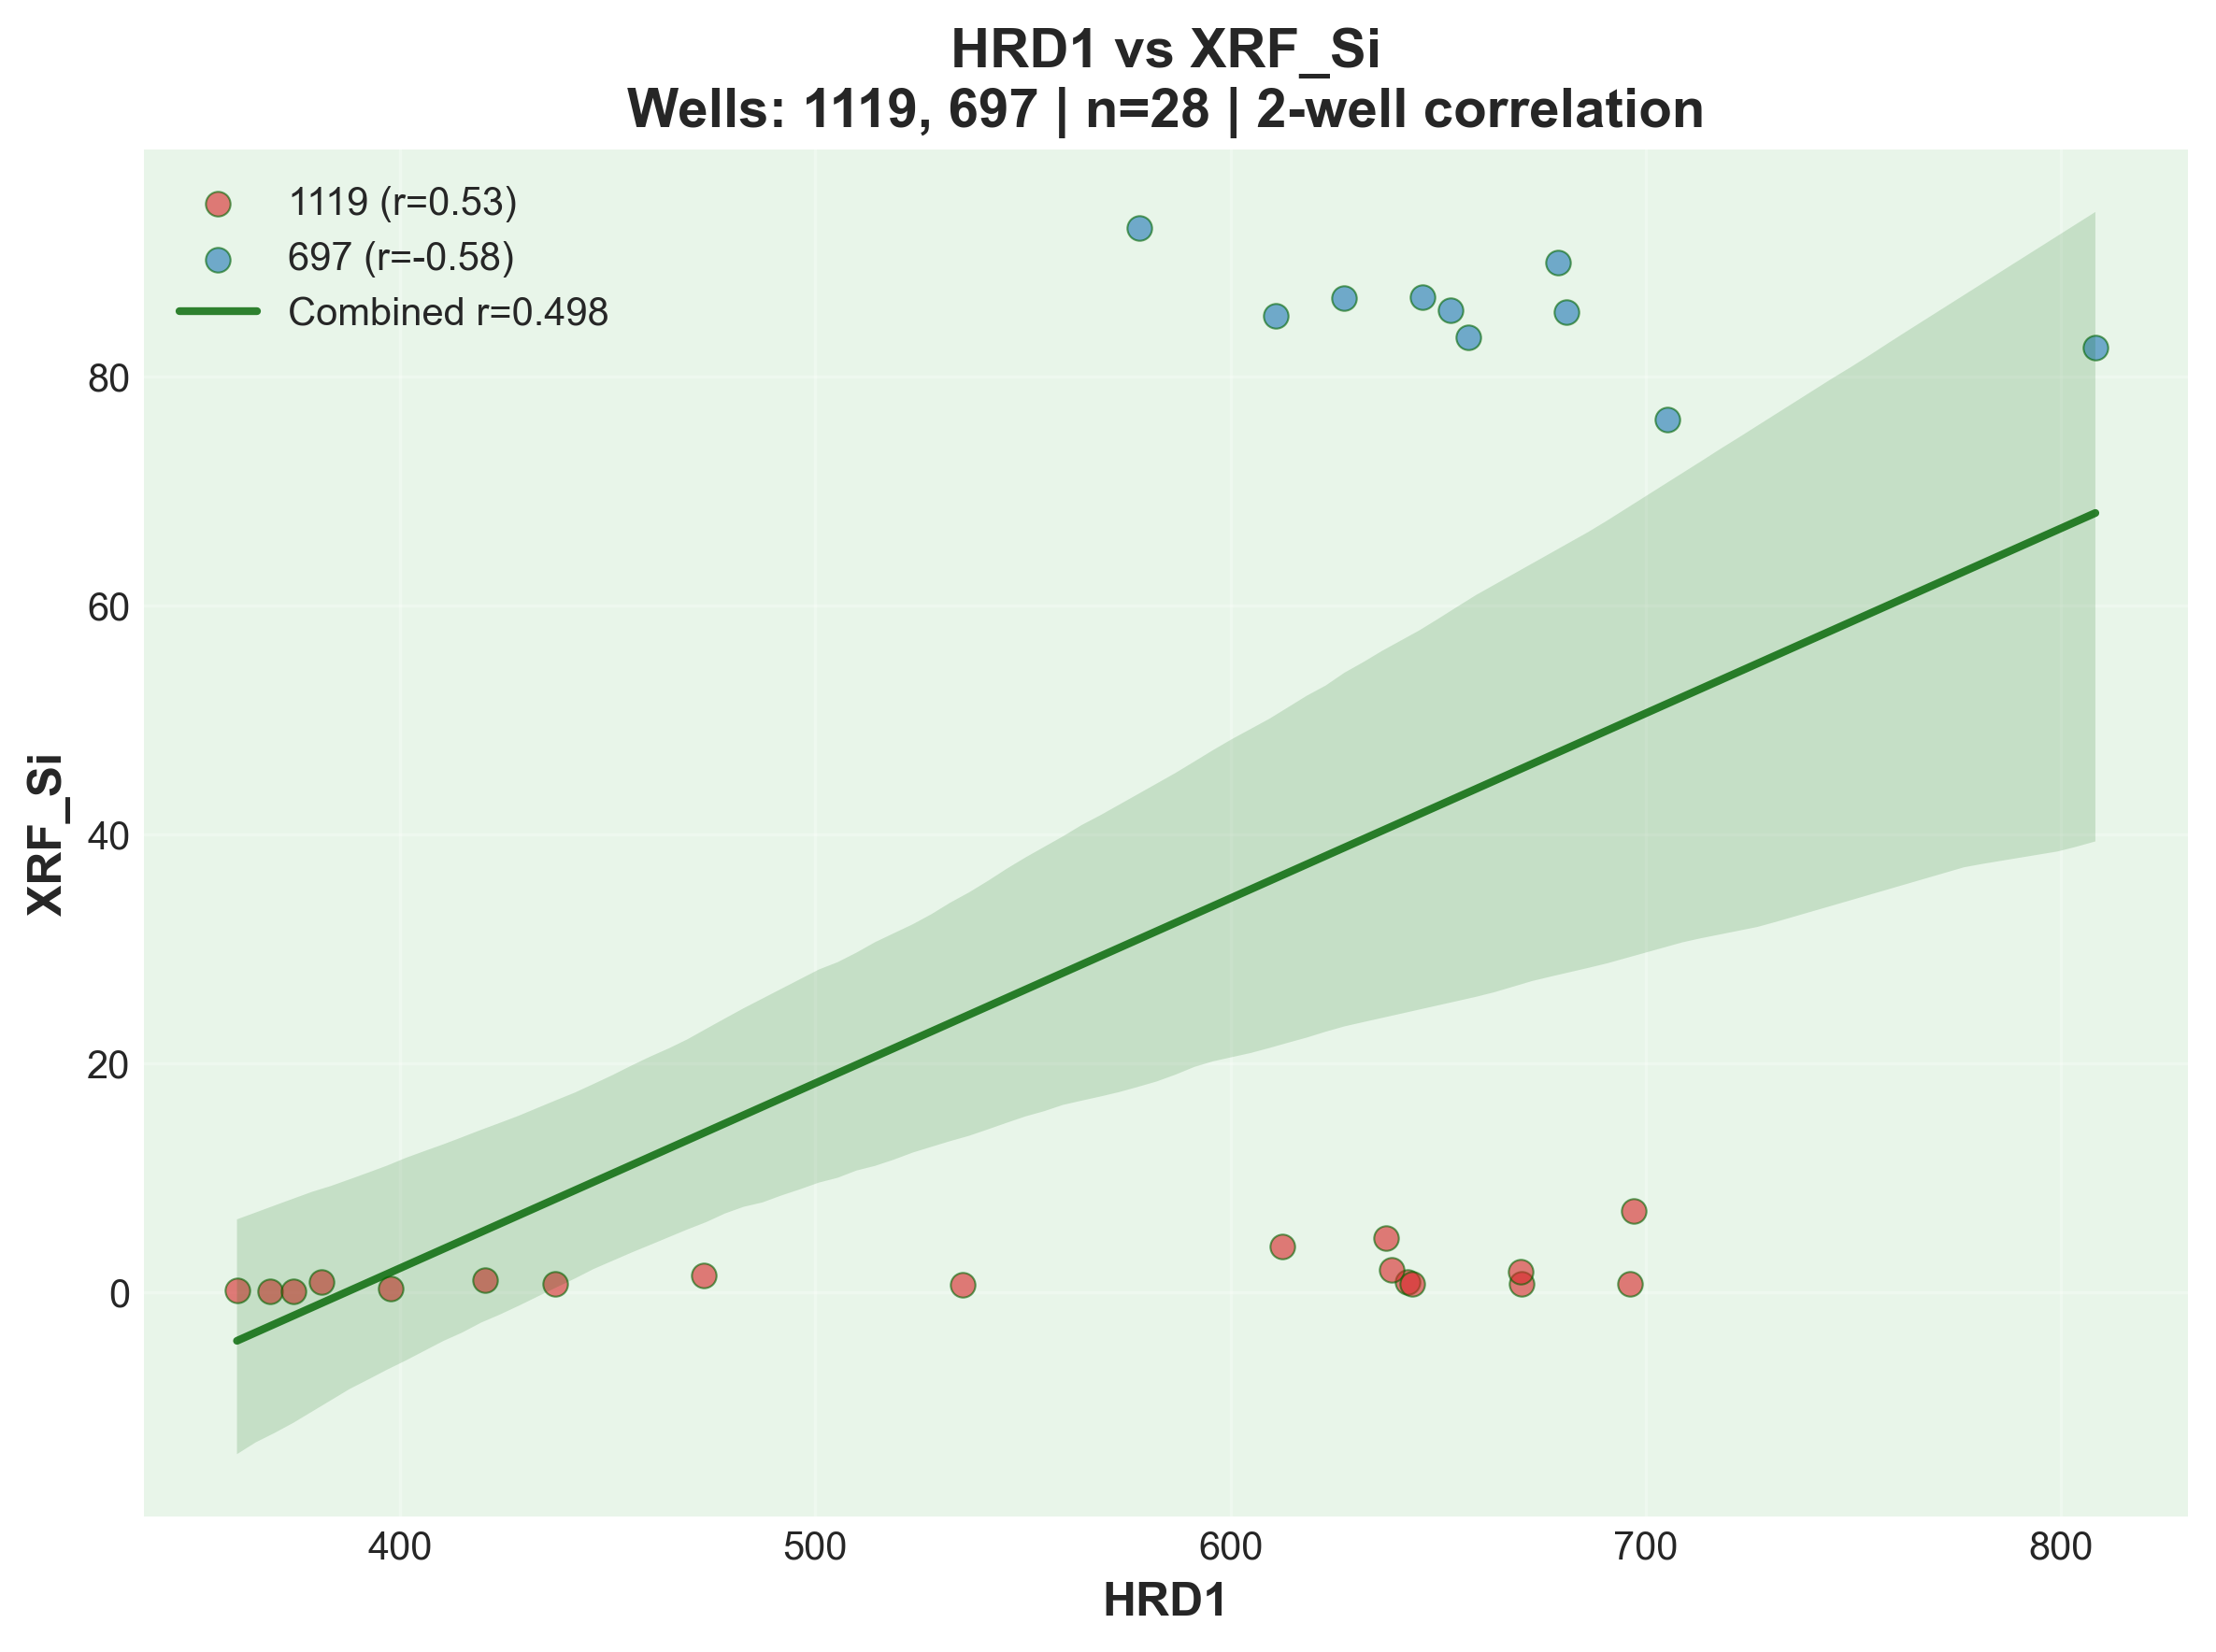 HRD1 vs XRF_Si
Wells: 1119, 697 | n=28 | 2-well correlation
1119 (r=0.53)
697 (r=-0.58)
Combined r=0.498
80
60
40
20
0
XRF_Si
400
500
600
700
800
HRD1